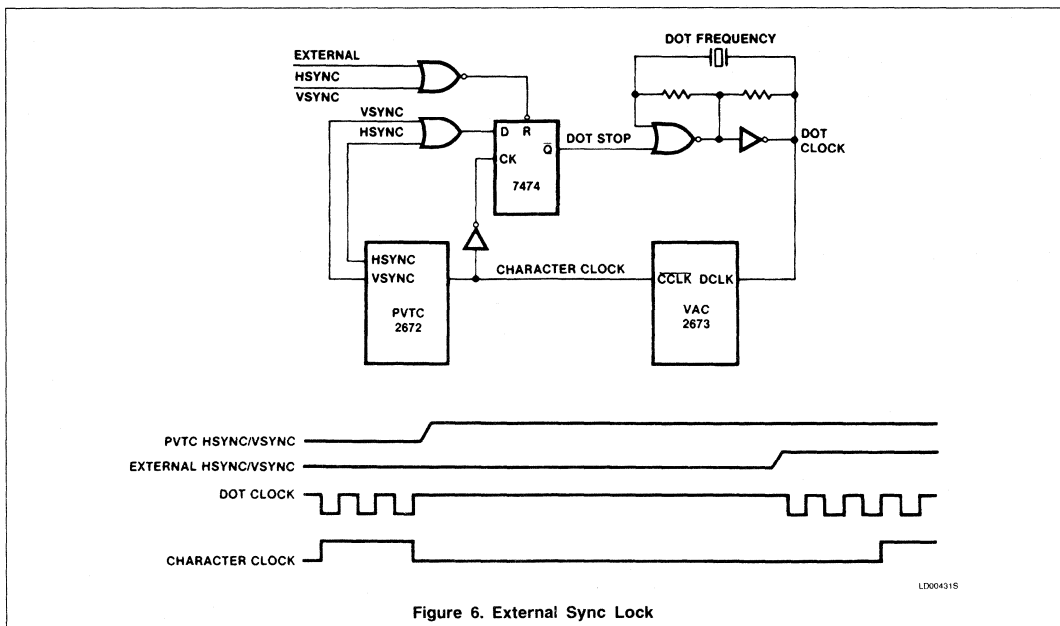 DOT FREQUENCY
EXTERNAL
HSYNC
VSYNC
VSYNC
HSYNC
D R
Q̅
CK
7474
DOT STOP
DOT
CLOCK
HSYNC
VSYNC
PVTC
2672
CHARACTER CLOCK
C̅C̅L̅K̅ DCLK
VAC
2673
PVTC HSYNC/VSYNC
EXTERNAL HSYNC/VSYNC
DOT CLOCK
CHARACTER CLOCK
LD00431S
Figure 6. External Sync Lock